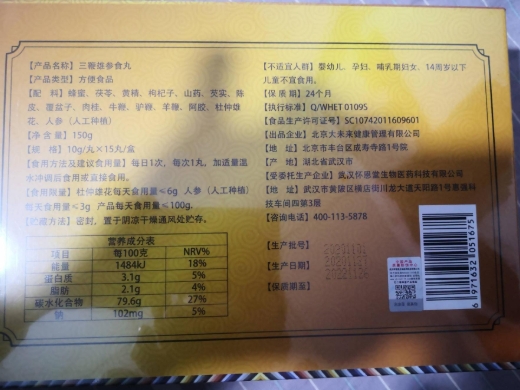 【产品名称】三鞭雄参食丸
【产品类型】方便食品
【配 料】蜂蜜、茯苓、黄精、枸杞子、山药、芡实、陈
皮、覆盆子、肉桂、牛鞭、驴鞭、羊鞭、阿胶、杜仲雄
花、人参(人工种植)
【净 含 量】150g
【规 格】10g/丸×15丸/盒
【食用方法及建议食用量】每日1次,每次1丸,加适量温
水冲调后食用或直接食用。
【食用限量】杜仲雄花每天食用量≤6g 人参(人工种植)
每天食用量≤3g 产品每天食用量≤100g.
【贮藏方法】密封,置于阴凉干燥通风处贮存。
营养成分表
项目 每100克 NRV%
能量 1484kJ 18%
蛋白质 3.1g 5%
脂肪 2.1g 4%
碳水化合物 79.6g 27%
钠 102mg 5%
【不适宜人群】婴幼儿、孕妇、哺乳期妇女、14周岁以下
儿童不宜食用。
【保 质 期】24个月
【执行标准】Q/WHET 0109S
【食品生产许可证号】SC10742011609601
【出品企业】北京大未来健康管理有限公司
【地 址】北京市丰台区成寿寺路1号院
【产 地】湖北省武汉市
【受委托生产企业】武汉怀恩堂生物医药科技有限公司
【地 址】武汉市黄陂区横店街川龙大道天阳路1号惠强科
技车间四第3层
【咨询电话】400-113-5878
【生产批号】
【生产日期】
【保质期至】
6 971632 051675